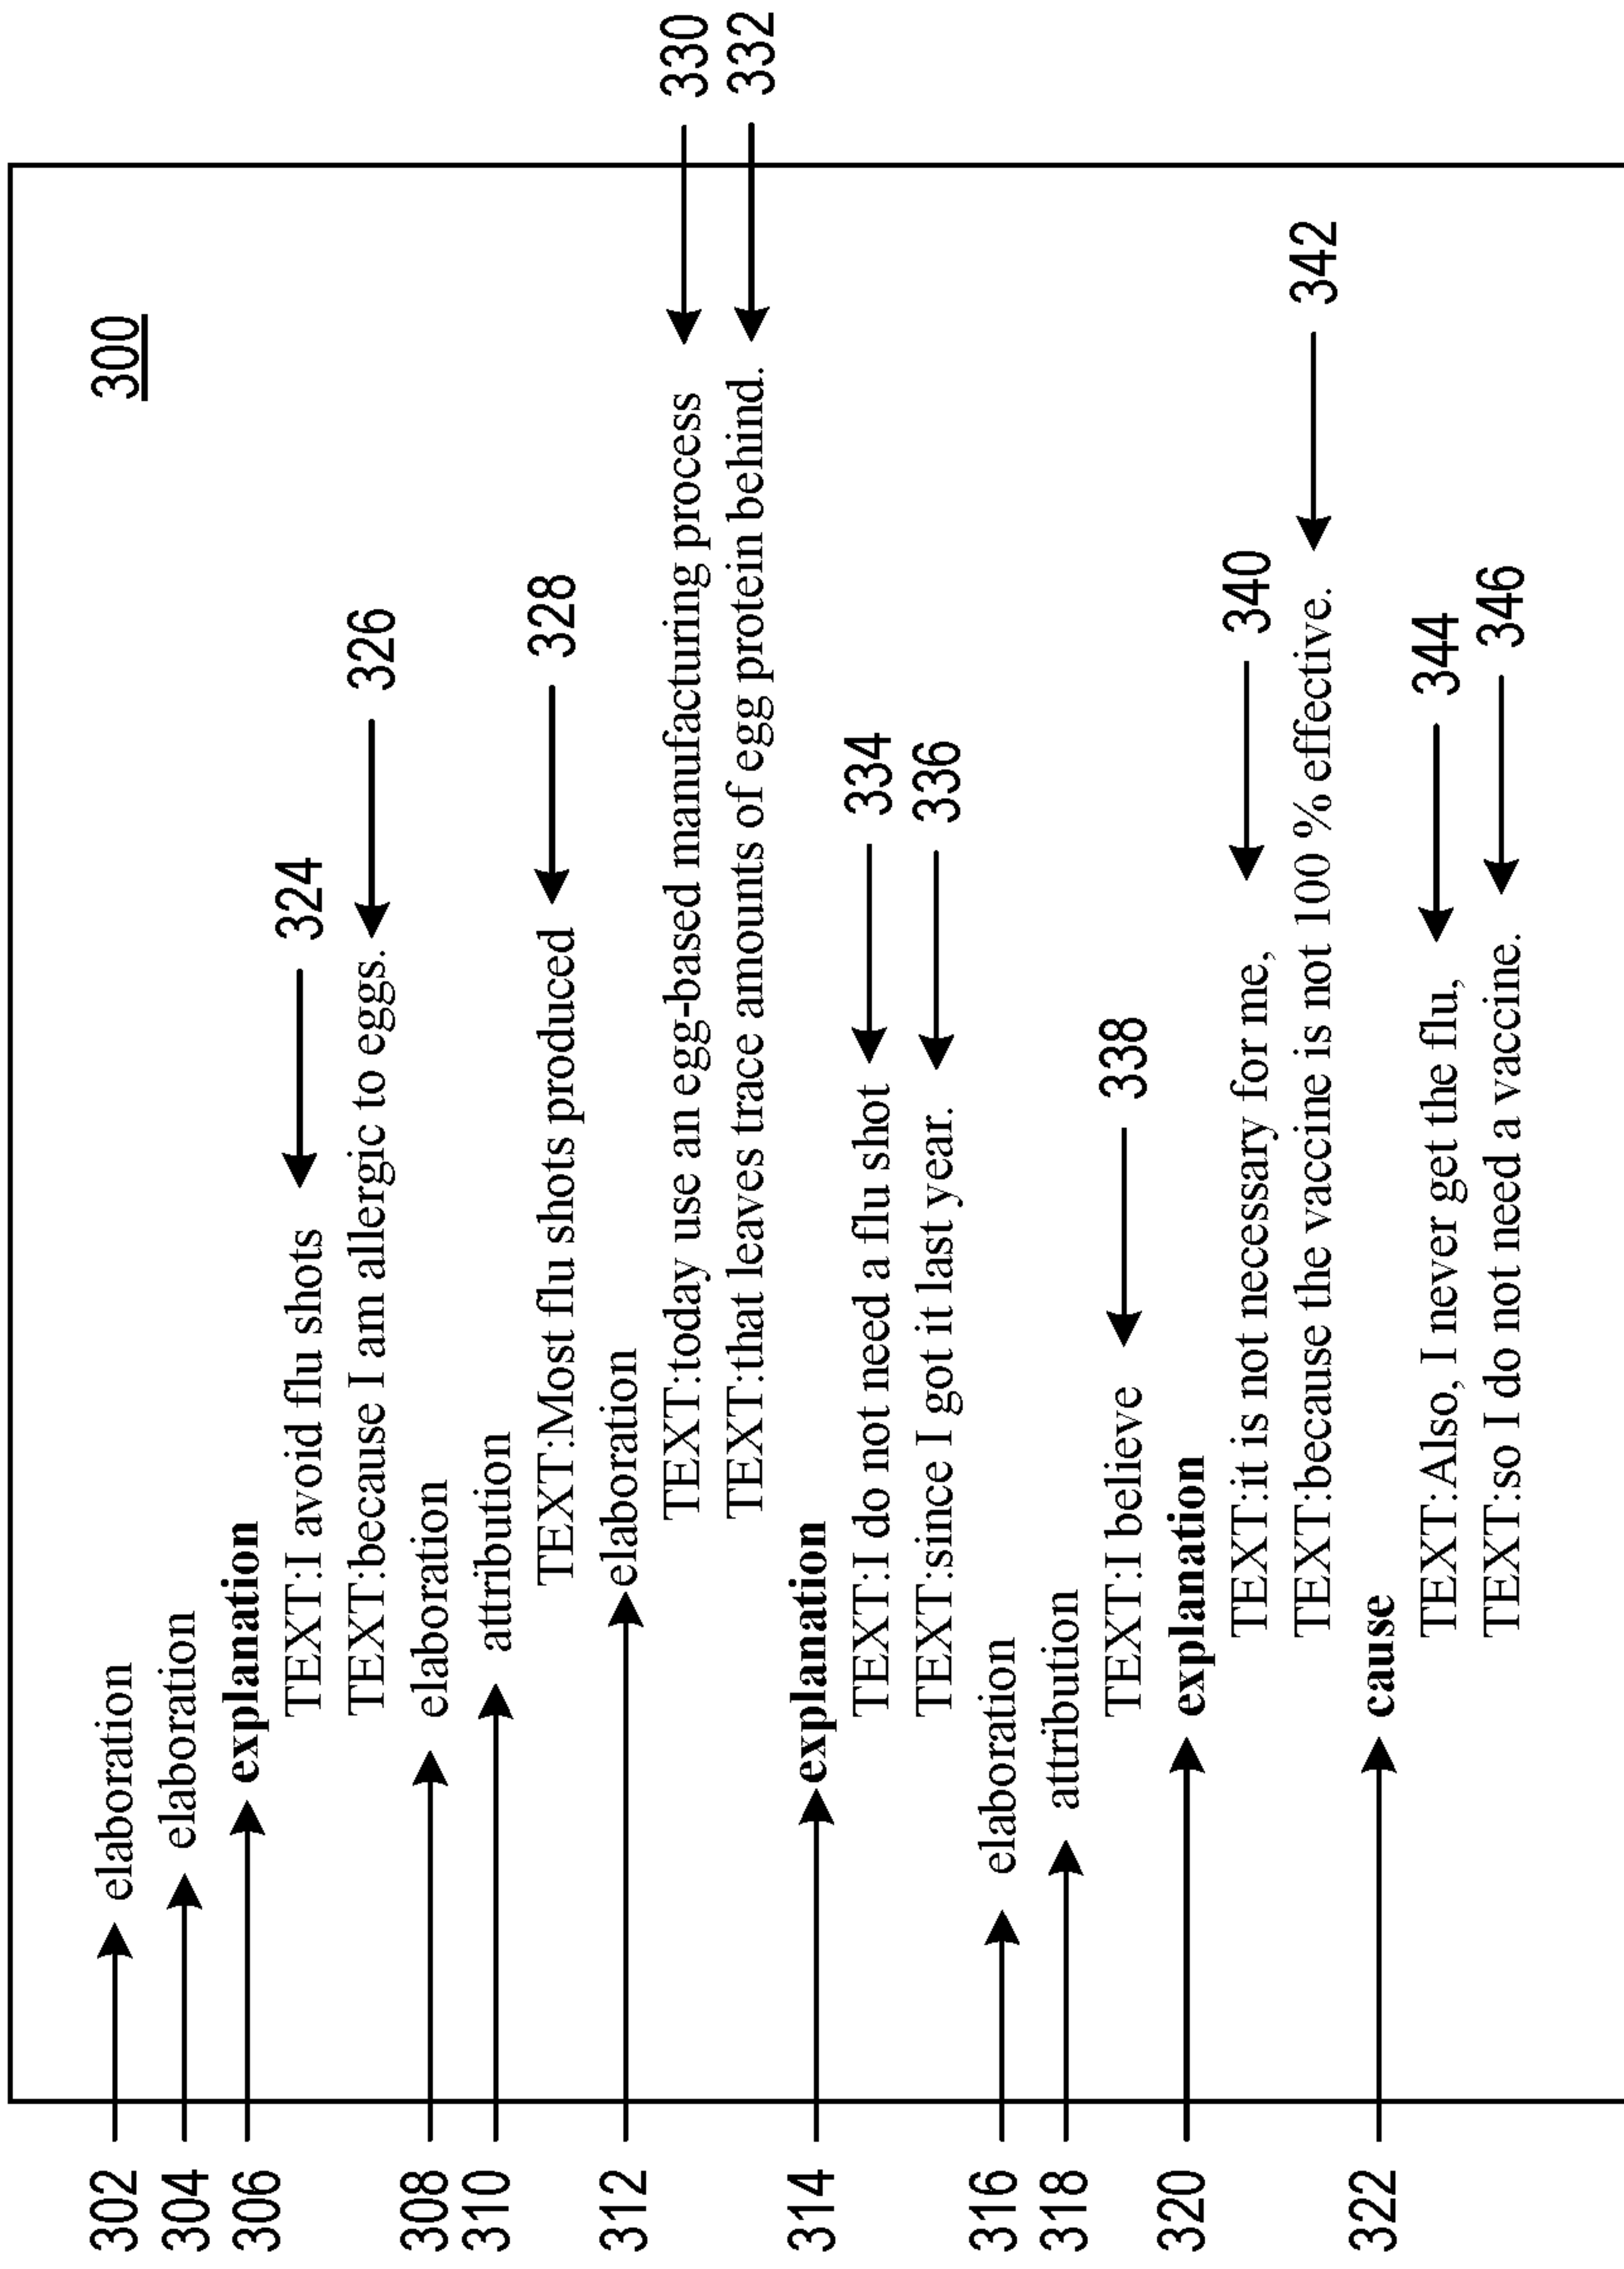 300
302 elaboration
304 elaboration
306 explanation
TEXT:I avoid flu shots 324
TEXT:because I am allergic to eggs. 326
308 elaboration
310 attribution
TEXT:Most flu shots produced 328
312 elaboration
TEXT:today use an egg-based manufacturing process 330
TEXT:that leaves trace amounts of egg protein behind. 332
314 explanation
TEXT:I do not need a flu shot 334
TEXT:since I got it last year. 336
316 elaboration
318 attribution
TEXT:I believe 338
320 explanation
TEXT:it is not necessary for me, 340
TEXT:because the vaccine is not 100 % effective. 342
322 cause
TEXT:Also, I never get the flu, 344
TEXT:so I do not need a vaccine. 346